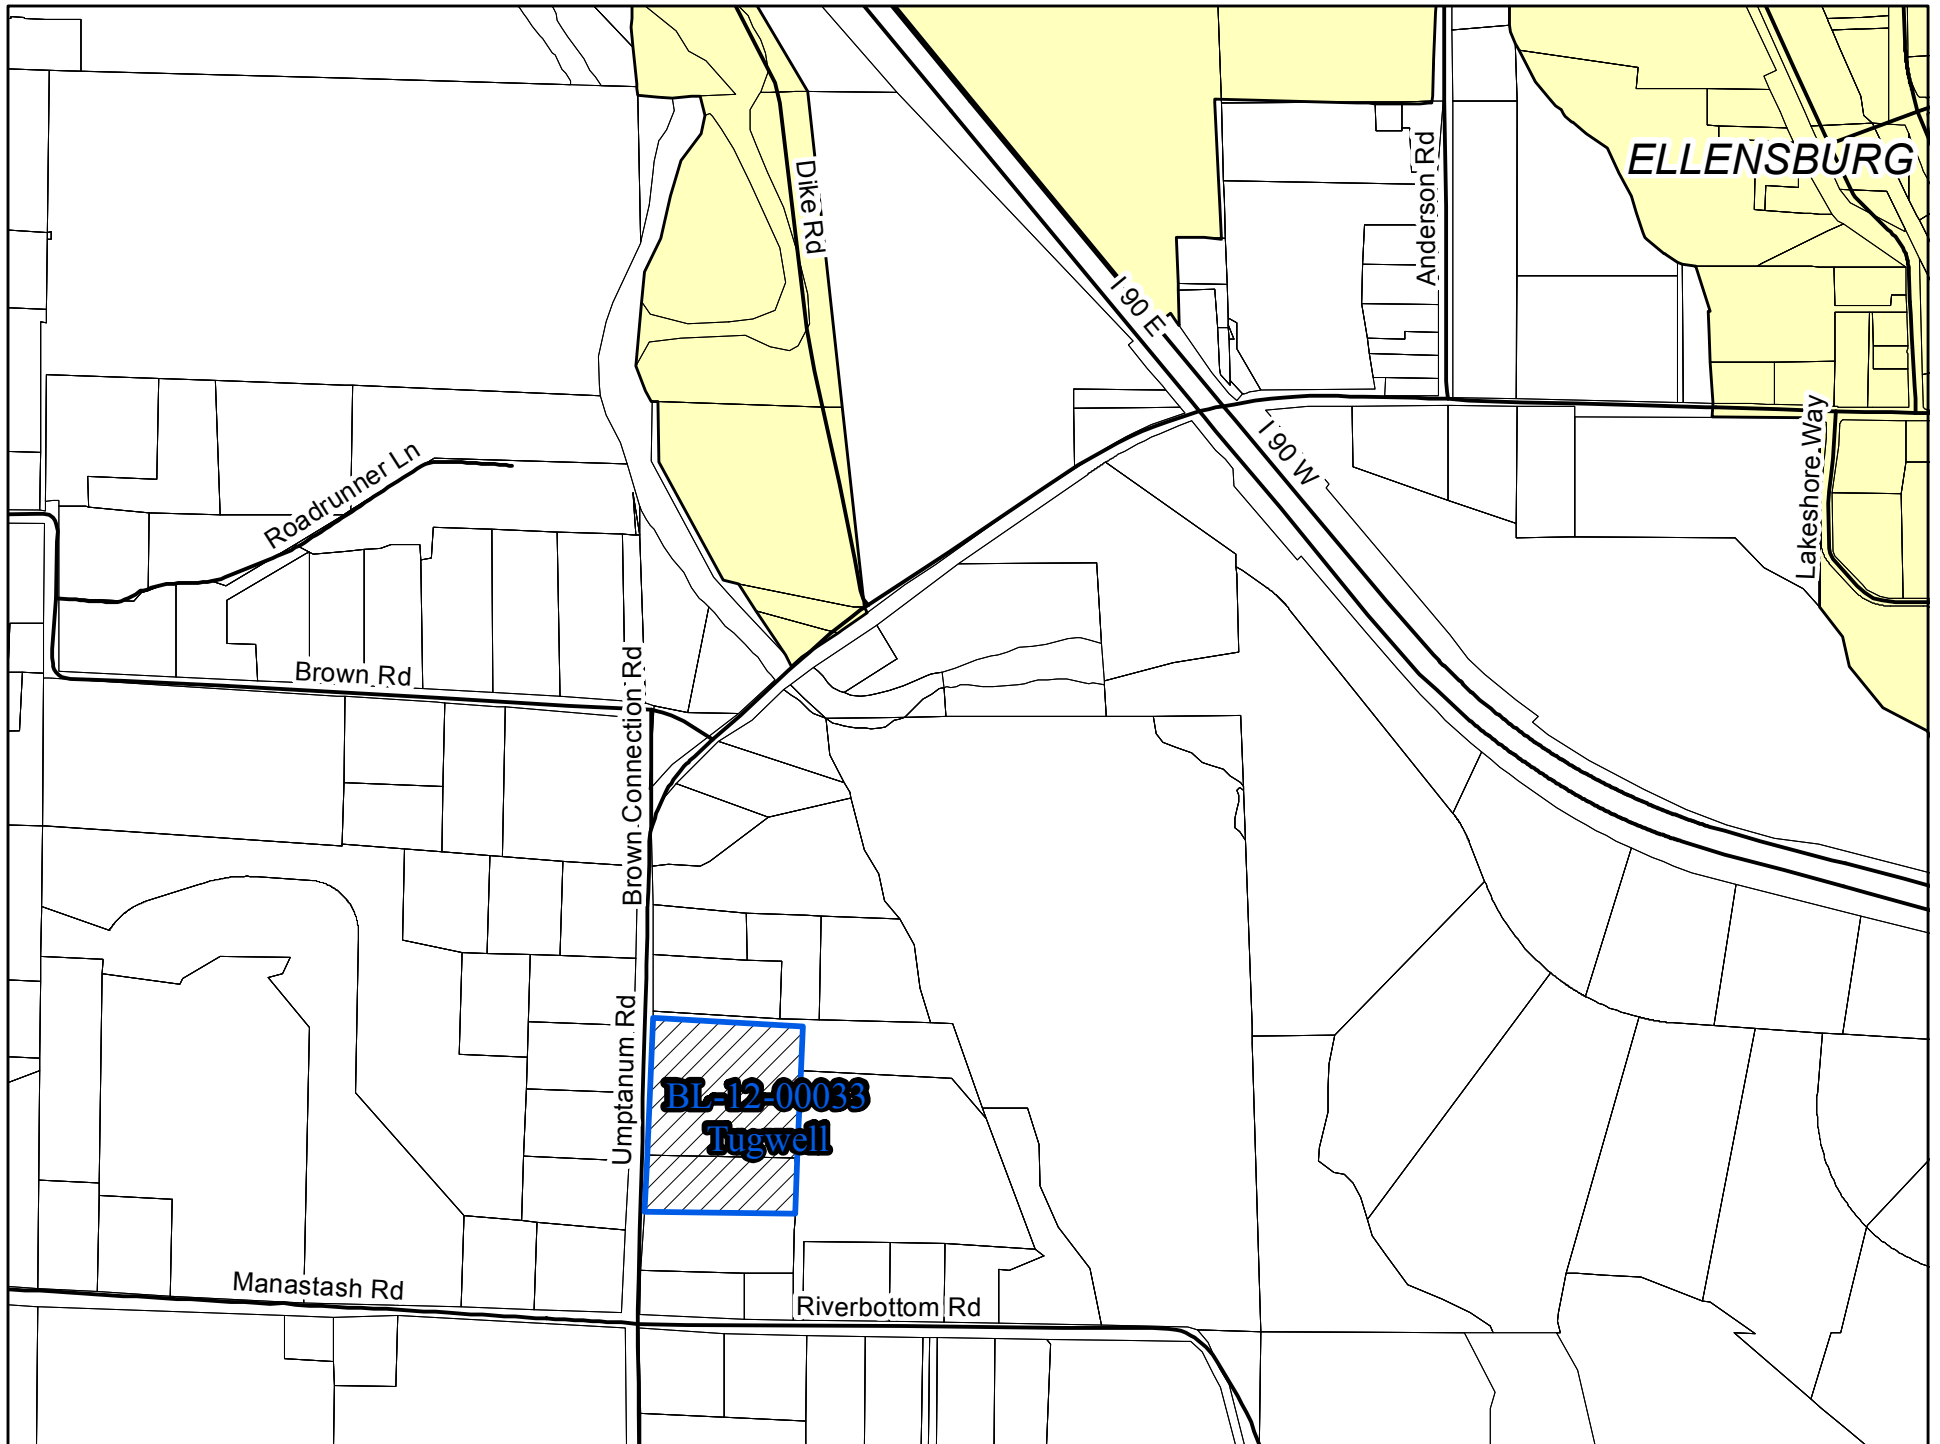 ELLENSBURG
Dike Rd
Anderson Rd
I 90 E
I 90 W
Lakeshore Way
Roadrunner Ln
Brown Rd
Brown Connection Rd
Umptanum Rd
BL-12-00033
Tugwell
Manastash Rd
Riverbottom Rd